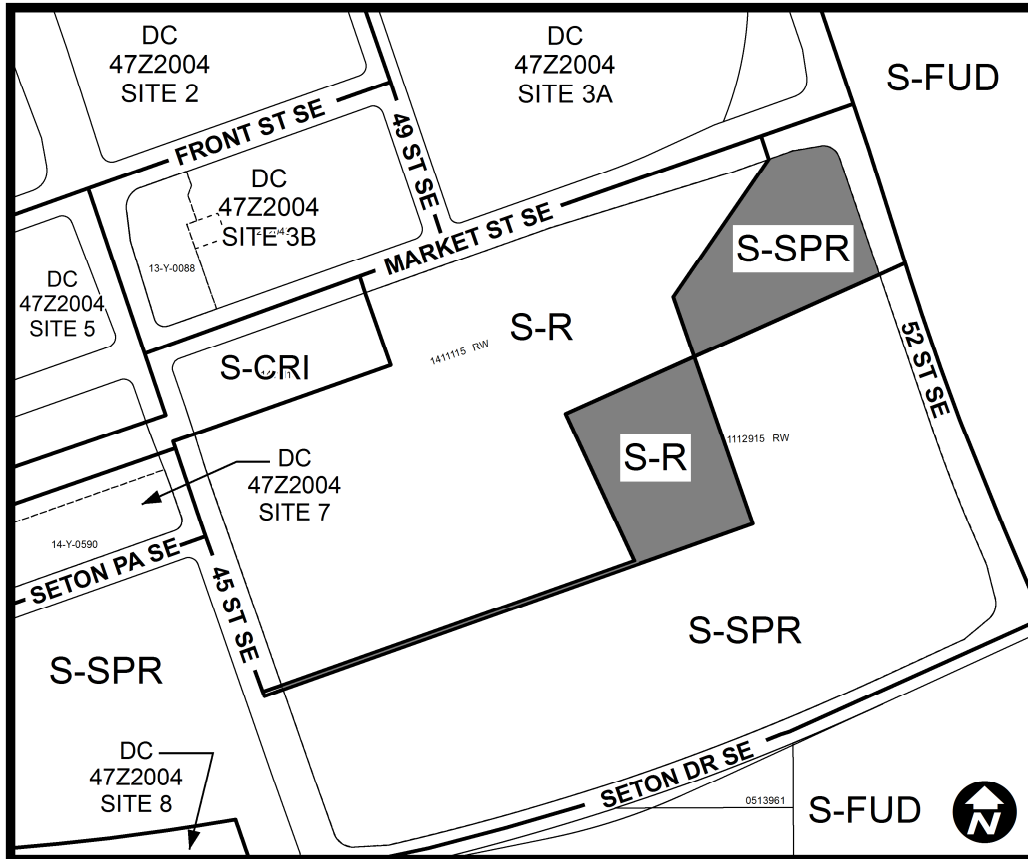 DC
47Z2004
SITE 2
DC
47Z2004
SITE 3A
S-FUD
FRONT ST SE
49 ST SE
DC
47Z2004
SITE 3B
13-Y-0088
MARKET ST SE
S-SPR
DC
47Z2004
SITE 5
S-R
1411115 RW
S-CRI
52 ST SE
S-R
1112915 RW
DC
47Z2004
SITE 7
14-Y-0590
SETON PA SE
45 ST SE
S-SPR
S-SPR
DC
47Z2004
SITE 8
SETON DR SE
0513961
S-FUD
N